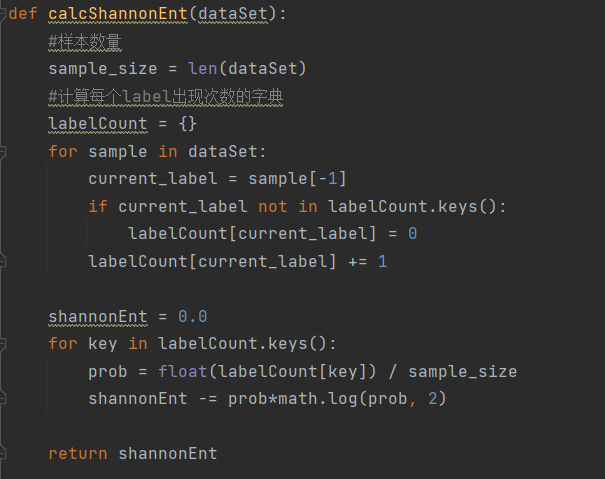 def calcShannonEnt(dataSet):
    #样本数量
    sample_size = len(dataSet)
    #计算每个label出现次数的字典
    labelCount = {}
    for sample in dataSet:
        current_label = sample[-1]
        if current_label not in labelCount.keys():
            labelCount[current_label] = 0
        labelCount[current_label] += 1

    shannonEnt = 0.0
    for key in labelCount.keys():
        prob = float(labelCount[key]) / sample_size
        shannonEnt -= prob*math.log(prob, 2)

    return shannonEnt